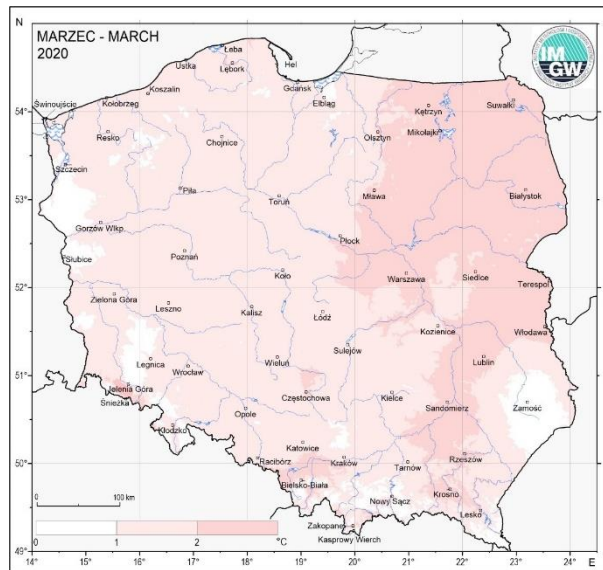 N
MARZEC - MARCH
2020
IMGW
54°
53°
52°
51°
50°
49°
Łeba
Ustka
Lębork
Hel
Gdańsk
Koszalin
Kołobrzeg
Świnoujście
Elbląg
Kętrzyn
Suwałki
Resko
Chojnice
Olsztyn
Mikołajki
Szczecin
Piła
Toruń
Mława
Białystok
Gorzów Wlkp.
Płock
Słubice
Poznań
Koło
Warszawa
Siedlce
Terespol
Zielona Góra
Leszno
Kalisz
Łódź
Kozienice
Włodawa
Sulejów
Legnica
Wrocław
Wieluń
Lublin
Jelenia Góra
Śnieżka
Częstochowa
Kielce
Sandomierz
Zamość
Opole
Kłodzko
Katowice
Racibórz
Kraków
Tarnów
Rzeszów
Bielsko-Biała
Nowy Sącz
Krosno
Lesko
Zakopane
Kasprowy Wierch
0 100 km
0 1 2 °C
14° 15° 16° 17° 18° 19° 20° 21° 22° 23° 24° E